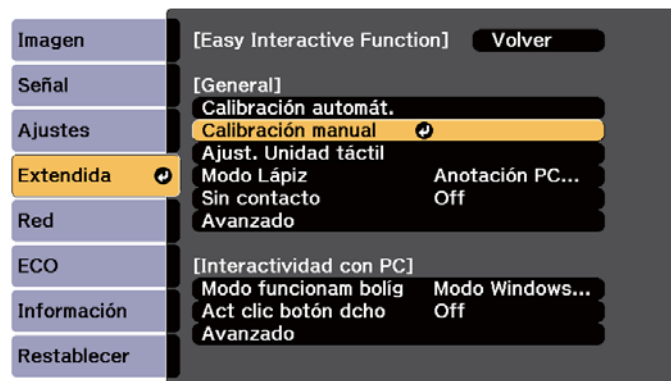 Imagen
Señal
Ajustes
Extendida
Red
ECO
Información
Restablecer
[Easy Interactive Function] Volver
[General]
Calibración automát.
Calibración manual
Ajust. Unidad táctil
Modo Lápiz Anotación PC...
Sin contacto Off
Avanzado
[Interactividad con PC]
Modo funcionam bolíg Modo Windows...
Act clic botón dcho Off
Avanzado